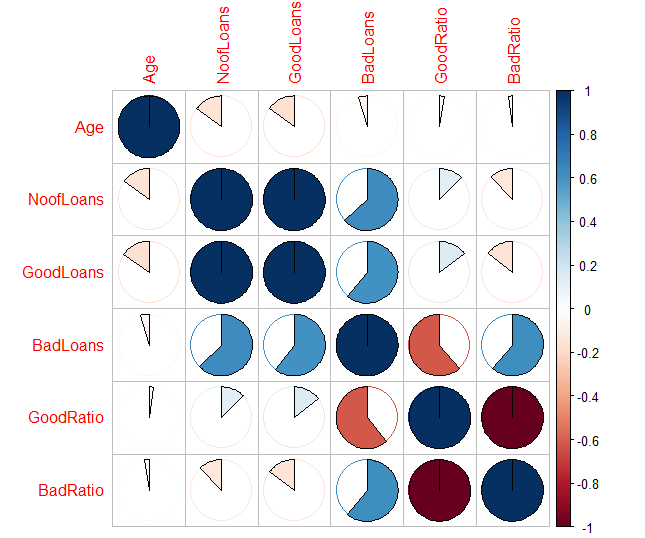 Age
NoofLoans
GoodLoans
BadLoans
GoodRatio
BadRatio
Age
NoofLoans
GoodLoans
BadLoans
GoodRatio
BadRatio
1
0.8
0.6
0.4
0.2
0
-0.2
-0.4
-0.6
-0.8
-1